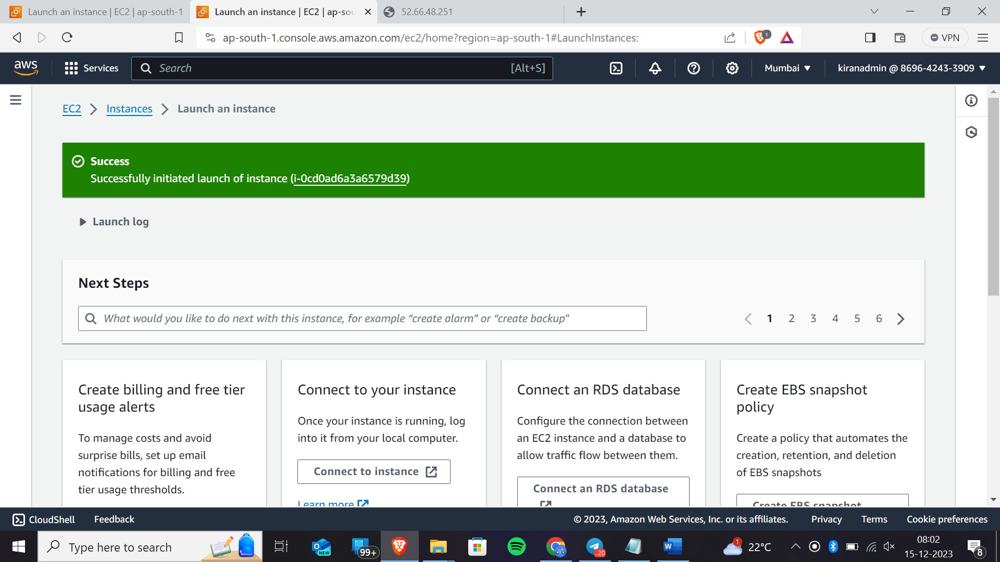 Launch an instance | EC2 | ap-south-1
Launch an instance | EC2 | ap-sou
52.66.48.251
ap-south-1.console.aws.amazon.com/ec2/home?region=ap-south-1#LaunchInstances:
1
VPN
aws
Services
Search
[Alt+S]
Mumbai
kiranadmin @ 8696-4243-3909
EC2
Instances
Launch an instance
Success
Successfully initiated launch of instance (i-0cd0ad6a3a6579d39)
Launch log
Next Steps
What would you like to do next with this instance, for example “create alarm” or “create backup"
1 2 3 4 5 6
Create billing and free tier
usage alerts
To manage costs and avoid
surprise bills, set up email
notifications for billing and free
tier usage thresholds.
Connect to your instance
Once your instance is running, log
into it from your local computer.
Connect to instance
Learn more
Connect an RDS database
Configure the connection between
an EC2 instance and a database to
allow traffic flow between them.
Connect an RDS database
Create EBS snapshot
policy
Create a policy that automates the
creation, retention, and deletion
of EBS snapshots
Create EBS snapshot
CloudShell
Feedback
© 2023, Amazon Web Services, Inc. or its affiliates.
Privacy
Terms
Cookie preferences
Type here to search
NEW
99+
..20
W
1
22°C
08:02
15-12-2023
8